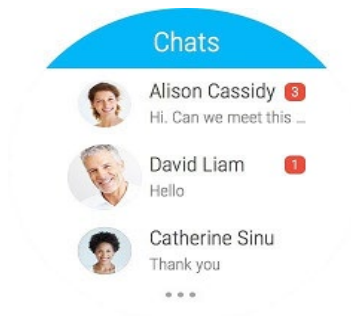 Chats
Alison Cassidy 3
Hi. Can we meet this ...
David Liam 1
Hello
Catherine Sinu
Thank you